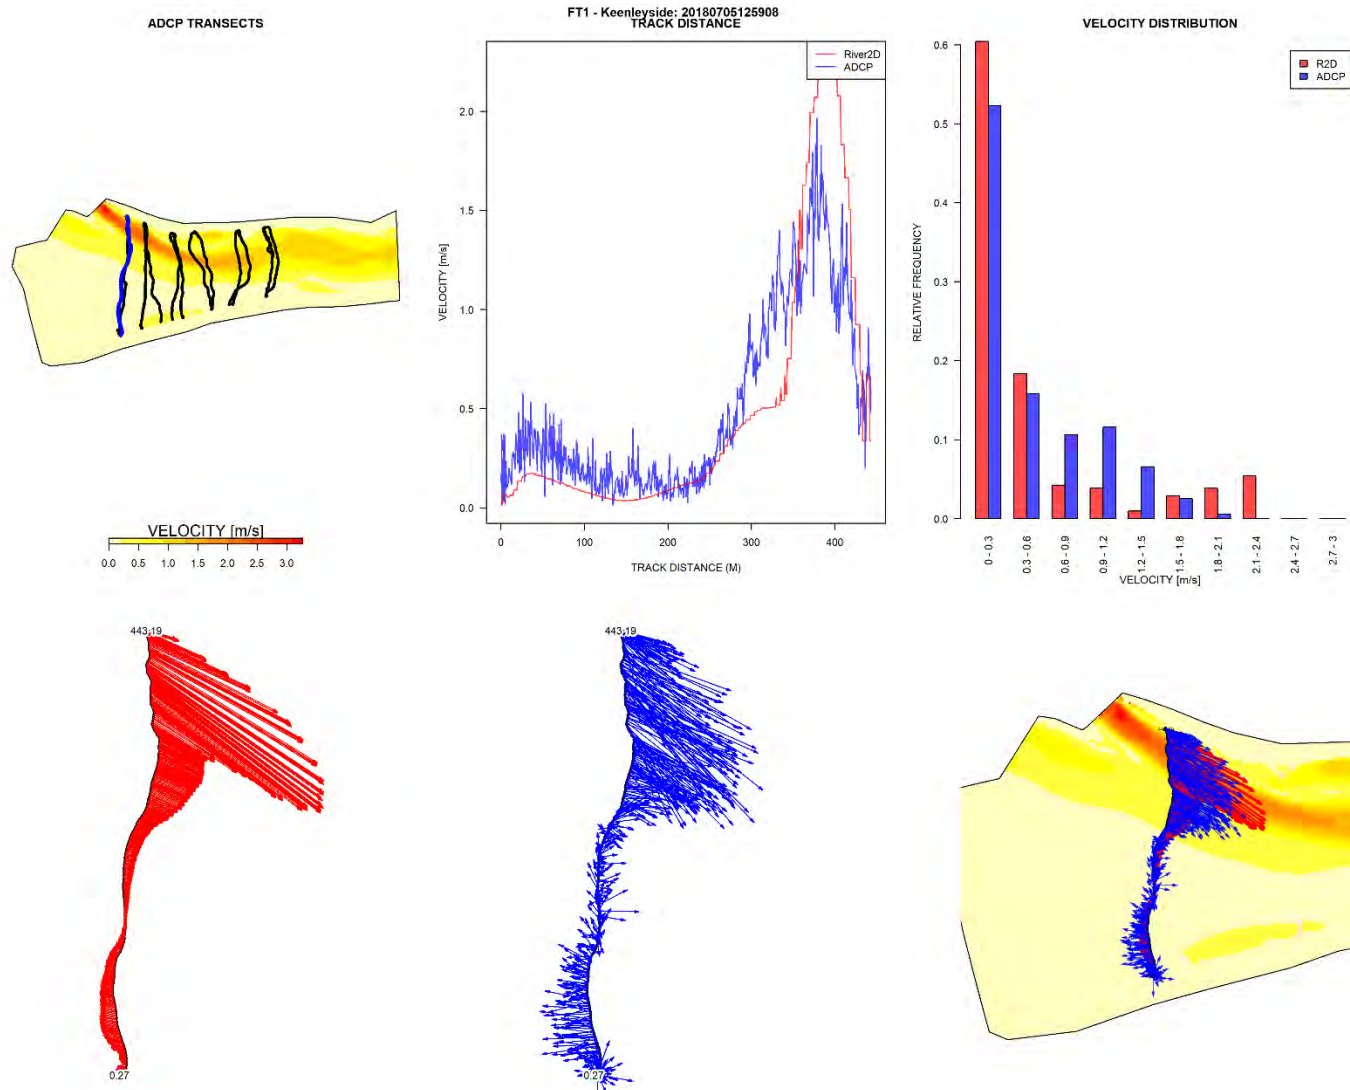 FT1 - Keenleyside: 20180705125908
ADCP TRANSECTS
TRACK DISTANCE
VELOCITY DISTRIBUTION
River2D
ADCP
R2D
ADCP
VELOCITY [m/s]
2.0
1.5
1.0
0.5
0.0
0
100
200
300
400
TRACK DISTANCE (M)
RELATIVE FREQUENCY
0.6
0.5
0.4
0.3
0.2
0.1
0.0
0 - 0.3
0.3 - 0.6
0.6 - 0.9
0.9 - 1.2
1.2 - 1.5
1.5 - 1.8
1.8 - 2.1
2.1 - 2.4
2.4 - 2.7
2.7 - 3
VELOCITY [m/s]
VELOCITY [m/s]
0.0 0.5 1.0 1.5 2.0 2.5 3.0
443.19
0.27
443.19
0.27